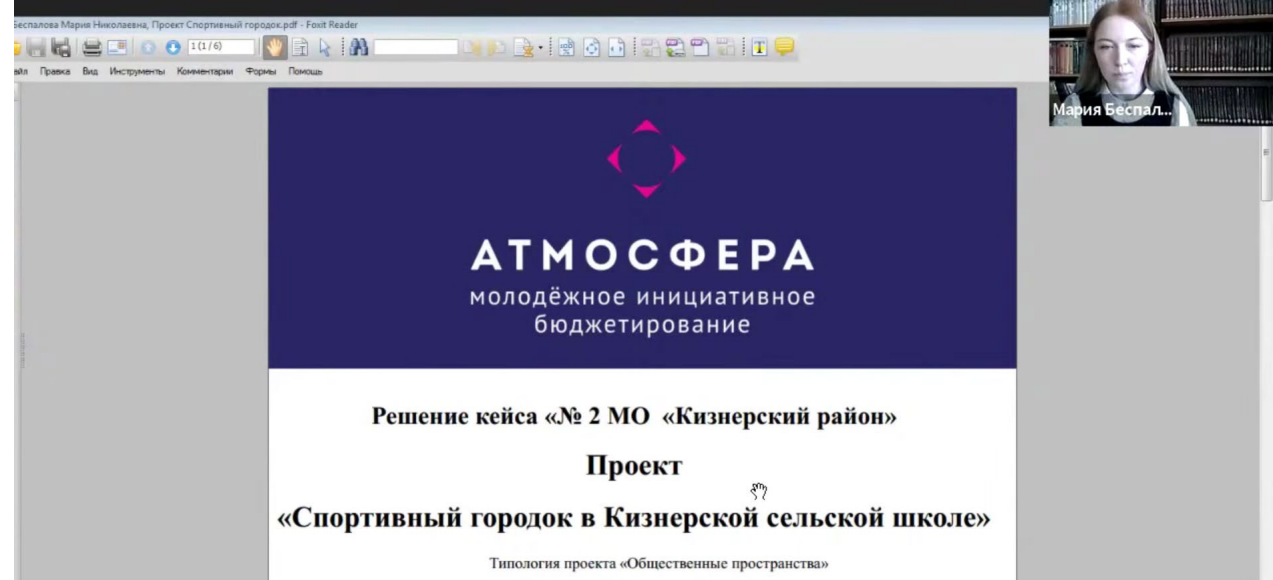 Беспалова Мария Николаевна, Проект Спортивный городок.pdf - Foxit Reader
1 (1 / 6)
Правка Вид Инструменты Комментарии Формы Помощь
Мария Беспал...
АТМОСФЕРА
молодёжное инициативное
бюджетирование
Решение кейса «№ 2 МО «Кизнерский район»
Проект
«Спортивный городок в Кизнерской сельской школе»
Типология проекта «Общественные пространства»